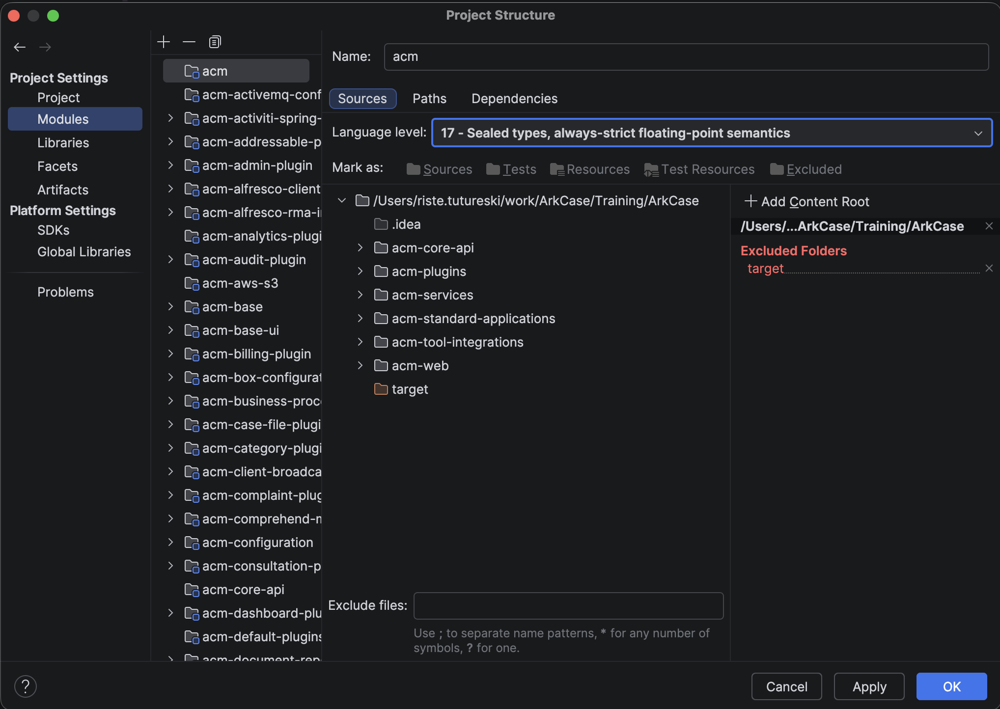 Project Structure
Project Settings
Project
Modules
Libraries
Facets
Artifacts
Platform Settings
SDKs
Global Libraries
Problems
acm
acm-activemq-conf
acm-activiti-spring-
acm-addressable-p
acm-admin-plugin
acm-alfresco-client
acm-alfresco-rma-i
acm-analytics-plugi
acm-audit-plugin
acm-aws-s3
acm-base
acm-base-ui
acm-billing-plugin
acm-box-configurat
acm-business-proc
acm-case-file-plugi
acm-category-plugi
acm-client-broadca
acm-complaint-plug
acm-comprehend-m
acm-configuration
acm-consultation-p
acm-core-api
acm-dashboard-plu
acm-default-plugins
acm-document-rep
Name: acm
Sources Paths Dependencies
Language level: 17 - Sealed types, always-strict floating-point semantics
Mark as: Sources Tests Resources Test Resources Excluded
/Users/riste.tutureski/work/ArkCase/Training/ArkCase
.idea
acm-core-api
acm-plugins
acm-services
acm-standard-applications
acm-tool-integrations
acm-web
target
Add Content Root
/Users/...ArkCase/Training/ArkCase
Excluded Folders
target
Exclude files:
Use ; to separate name patterns, * for any number of
symbols, ? for one.
?
Cancel Apply OK